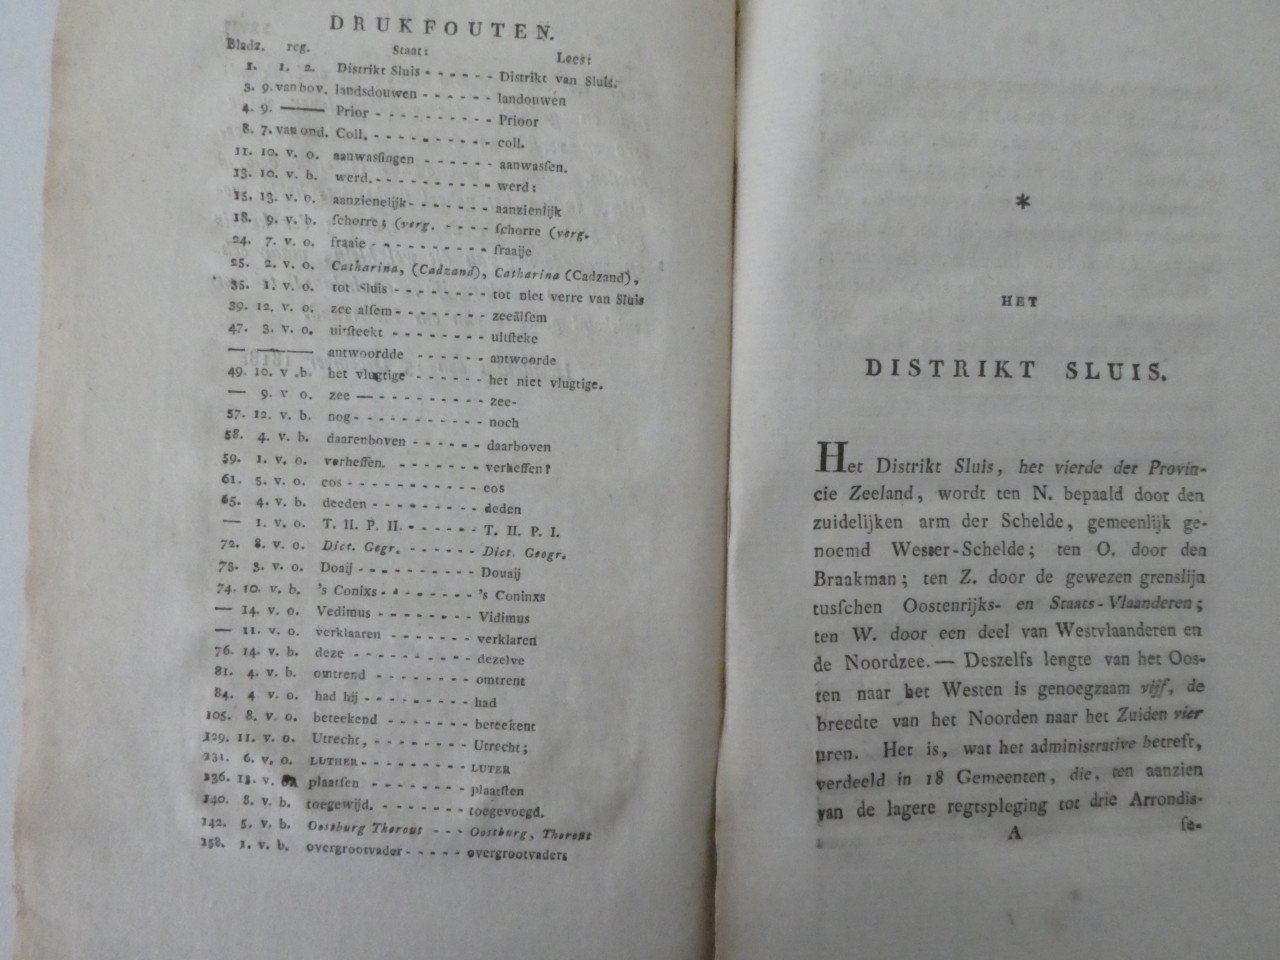 DRUKFOUTEN.
Bladz. reg. Staat: Lees:
1. 1. 2. Distrikt Sluis - - - - - - Distrikt van Sluis.
3. 9. van bov. landsdouwen - - - - - - landouwen
4. 9. ——— Prior - - - - - - - - - - Prioor
8. 7. van ond. Coll. - - - - - - - - - - coll.
11. 10. v. o. aanwasſingen - - - - - - aanwasſen.
13. 10. v. b. werd. - - - - - - - - - - werd:
15. 13. v. o. aanzienelijk - - - - - - - aanzienlijk
18. 9. v. b. ſchorre; (verg. - - - - ſchorre (verg.
24. 7. v. o. fraaie - - - - - - - - - fraaije
25. 2. v. o. Catharina, (Cadzand), Catharina (Cadzand),
35. 1. v. o. tot Sluis - - - - - - - - tot niet verre van Sluis
39. 12. v. o. zee alſem - - - - - - - - zeeälſem
47. 3. v. o. uitſteekt - - - - - - - - uitſteke
— ——— antwoordde - - - - - - antwoorde
49. 10. v. b. het vlugtige - - - - - - - het niet vlugtige.
— 9. v o. zee — - - - - - - - - - zee-
57. 12. v. b. nog - - - - - - - - - - noch
58. 4. v. b. daarenboven - - - - - - daarboven
59. 1. v. o. verheffen. - - - - - - - verheffen?
61. 5. v. o. eos - - - - - - - - - - eos
65. 4. v. b. deeden - - - - - - - - deden
— 1. v. o. T. H. P. H. - - - - - - T. H. P. I.
72. 8. v. o. Dict. Gegr. - - - - - - Dict. Geogr.
73. 3. v. o. Doaij - - - - - - - - - Douaij
74. 10. v. b. 's Conixs - - - - - - - 's Coninxs
— 14. v. o. Vedimus - - - - - - - Vidimus
— 11. v. o. verklaaren - - - - - - - verklaren
76. 14. v. b. deze - - - - - - - - - dezelve
81. 4. v. b. omtrend - - - - - - - - omtrent
84. 4 v. o. had hij - - - - - - - - had
105. 8. v. o. beteekend - - - - - - - beteekent
129. 11. v. o. Utrecht, - - - - - - - - Utrecht;
131. 6. v. o. LUTHER - - - - - - - - LUTER
136. 11. v. plaatſen - - - - - - - - plaatſten
140. 8. v. b. toegewijd. - - - - - - - toegevoegd.
142. 5. v. b. Oostburg Therout - - - Oostburg, Therout
158. 1. v. b. overgrootvader - - - - - overgrootvaders
*
HET
DISTRIKT SLUIS.
Het Distrikt Sluis, het vierde der Provin-
cie Zeeland, wordt ten N. bepaald door den
zuidelijken arm der Schelde, gemeenlijk ge-
noemd Wester-Schelde; ten O. door den
Braakman; ten Z. door de gewezen grenslijn
tusſchen Oostenrijks- en Staats-Vlaanderen;
ten W. door een deel van Westvlaanderen en
de Noordzee. — Deszelfs lengte van het Oos-
ten naar het Westen is genoegzaam vijf, de
breedte van het Noorden naar het Zuiden vier
uren. Het is, wat het administrative betreft,
verdeeld in 18 Gemeenten, die, ten aanzien
van de lagere regtspleging tot drie Arrondis-
A ſe-